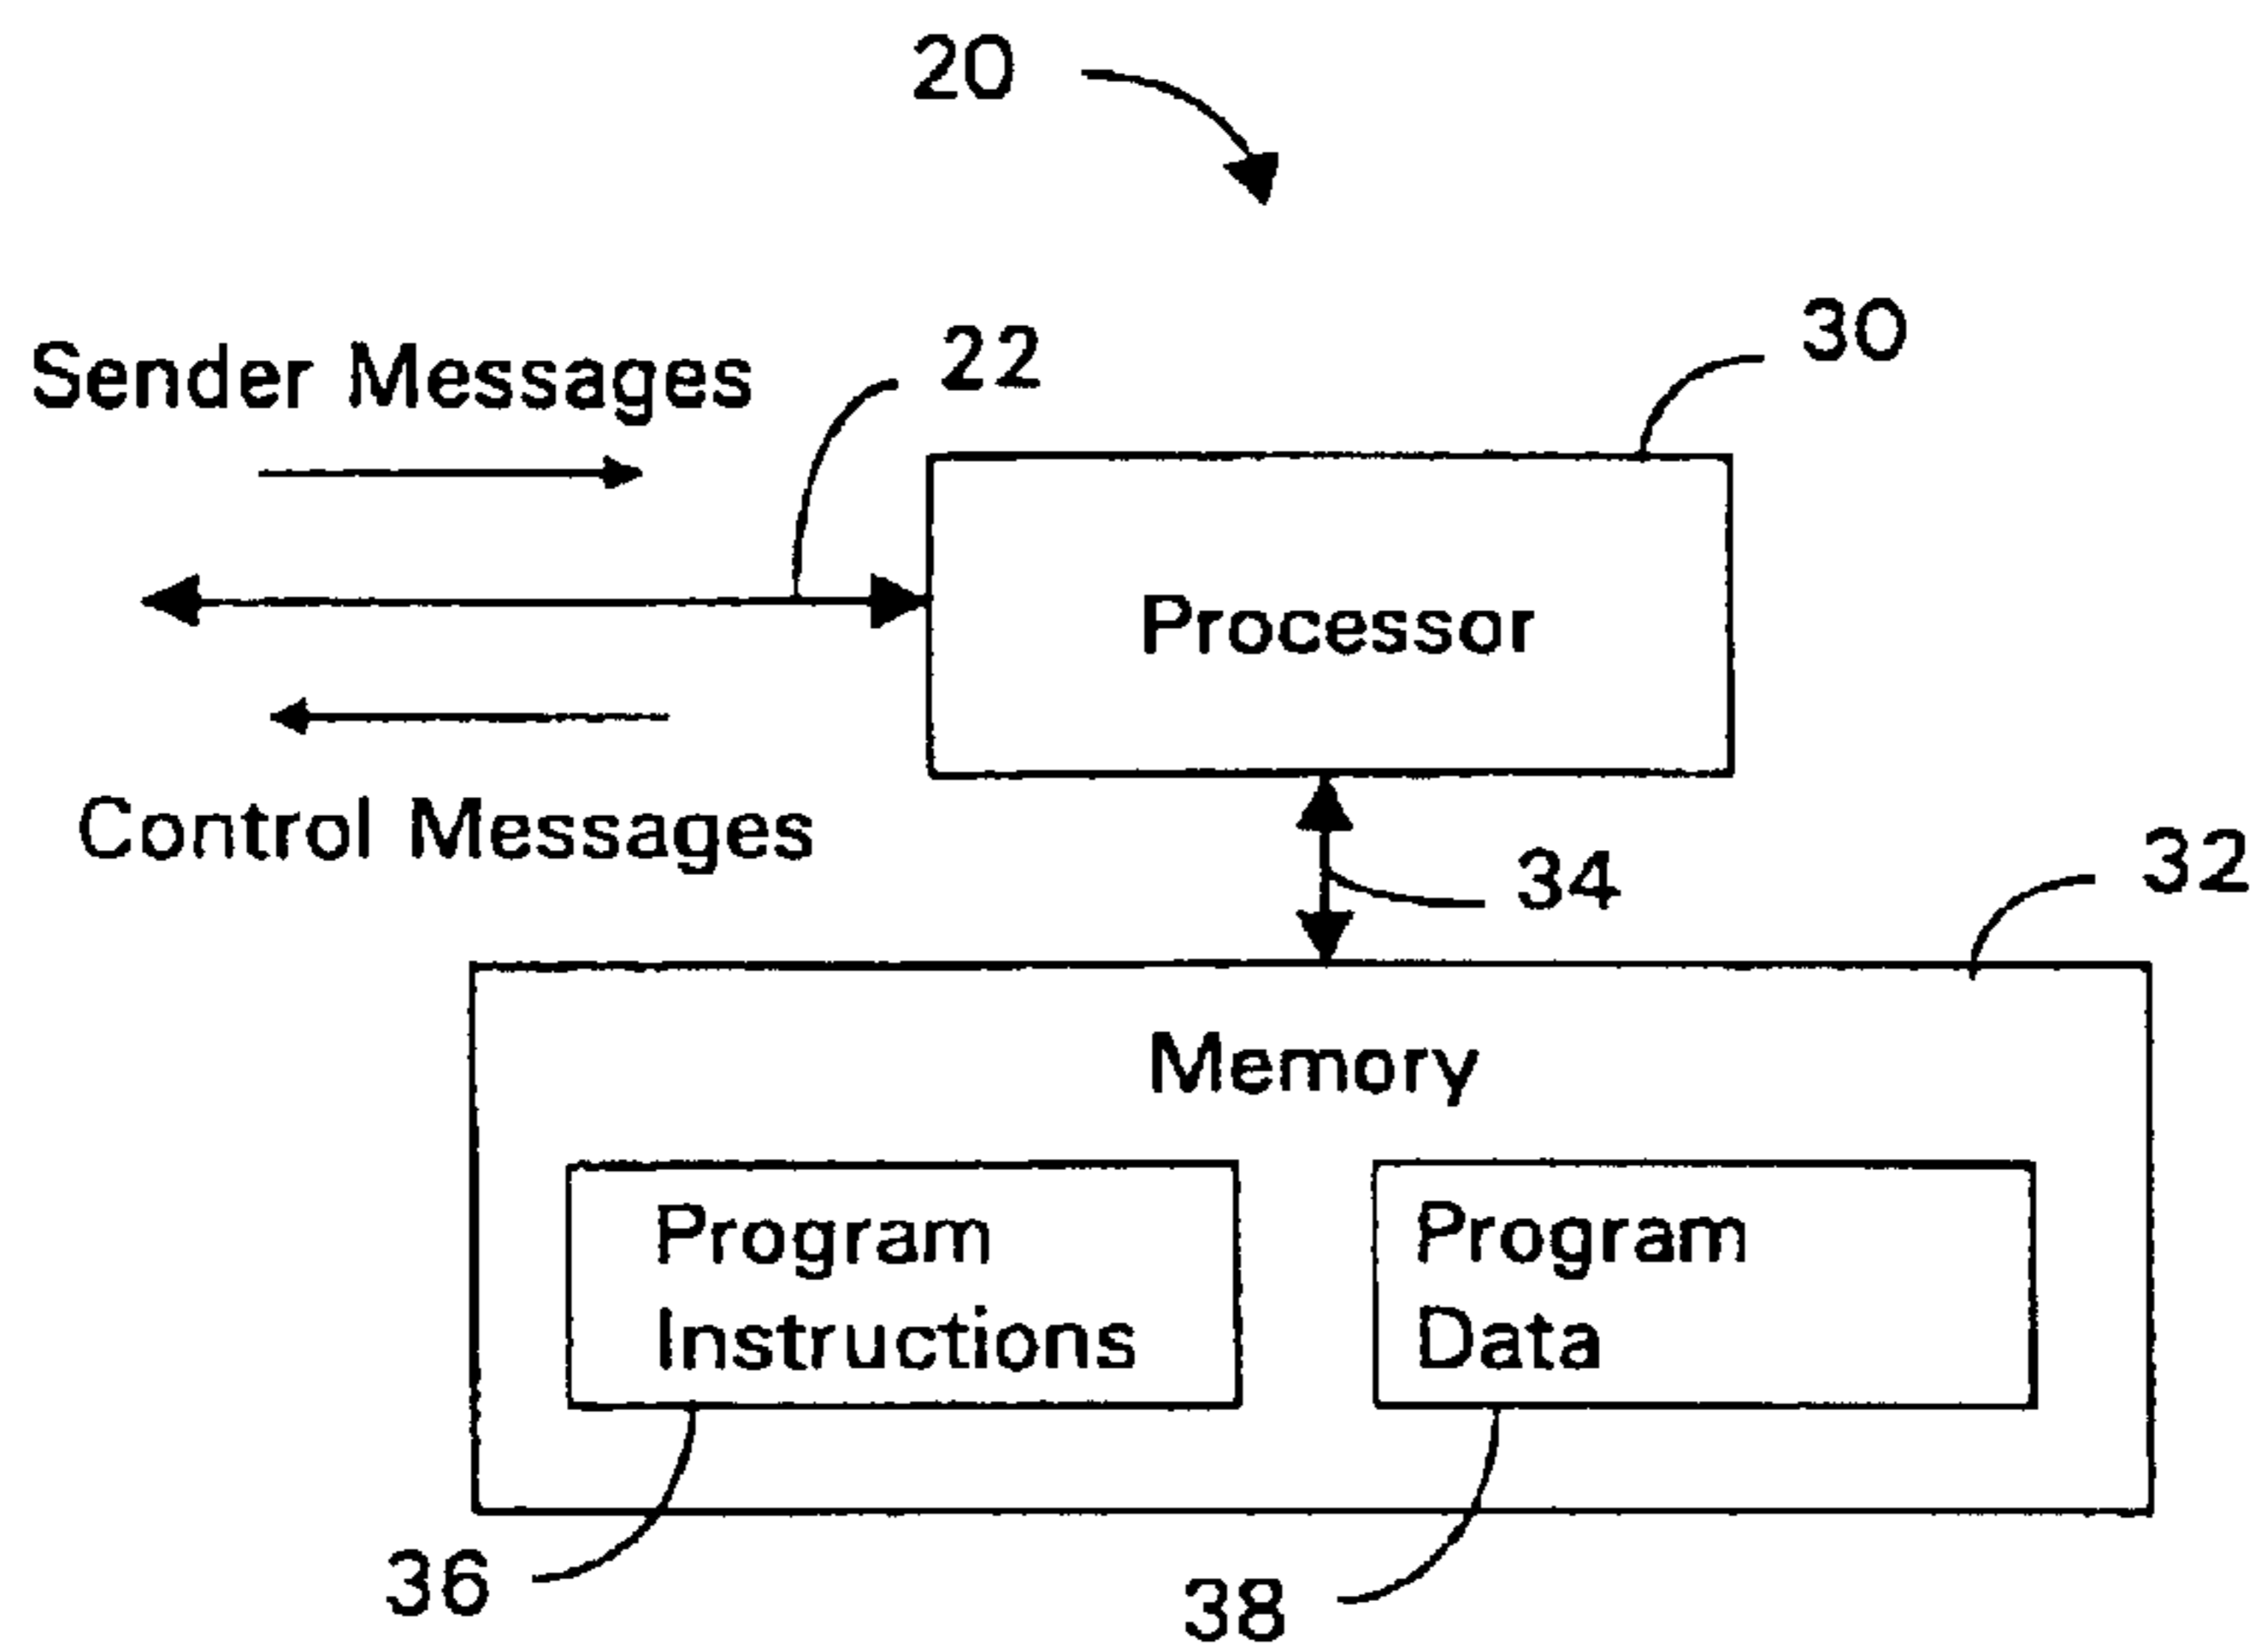 20
30
22
Sender Messages
Processor
Control Messages
34
32
Memory
Program
Instructions
Program
Data
36
38